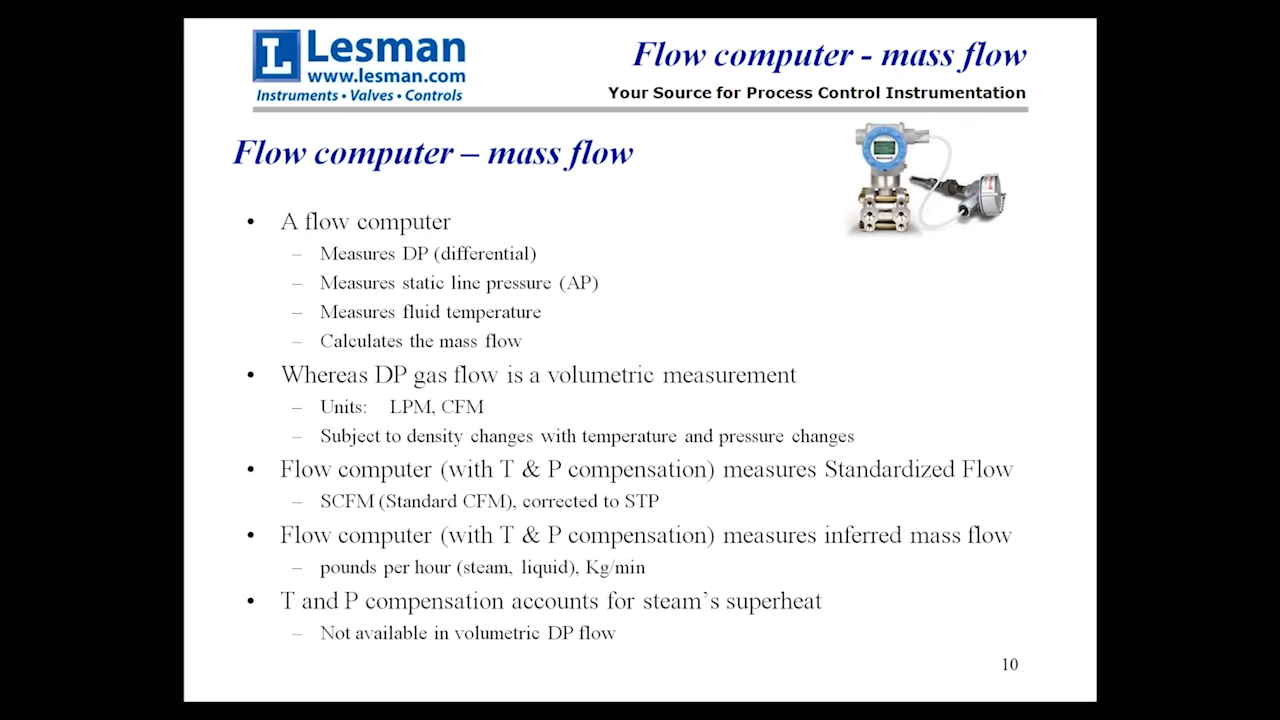 L Lesman
www.lesman.com
Instruments • Valves • Controls
Flow computer - mass flow
Your Source for Process Control Instrumentation
Flow computer – mass flow
• A flow computer
– Measures DP (differential)
– Measures static line pressure (AP)
– Measures fluid temperature
– Calculates the mass flow
• Whereas DP gas flow is a volumetric measurement
– Units: LPM, CFM
– Subject to density changes with temperature and pressure changes
• Flow computer (with T & P compensation) measures Standardized Flow
– SCFM (Standard CFM), corrected to STP
• Flow computer (with T & P compensation) measures inferred mass flow
– pounds per hour (steam, liquid), Kg/min
• T and P compensation accounts for steam’s superheat
– Not available in volumetric DP flow
10